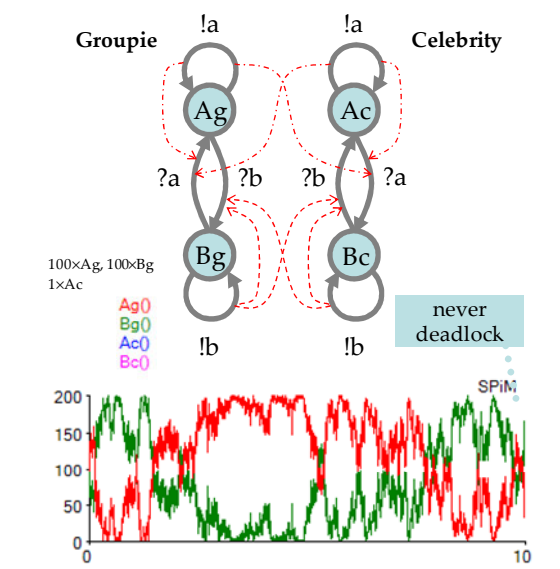 !a
!a
Groupie
Celebrity
Ag
Ac
?a
?b
?b
?a
Bg
Bc
100×Ag, 100×Bg
1×Ac
Ag()
Bg()
Ac()
Bc()
!b
!b
never
deadlock
SPiM
200
150
100
50
0
0
10